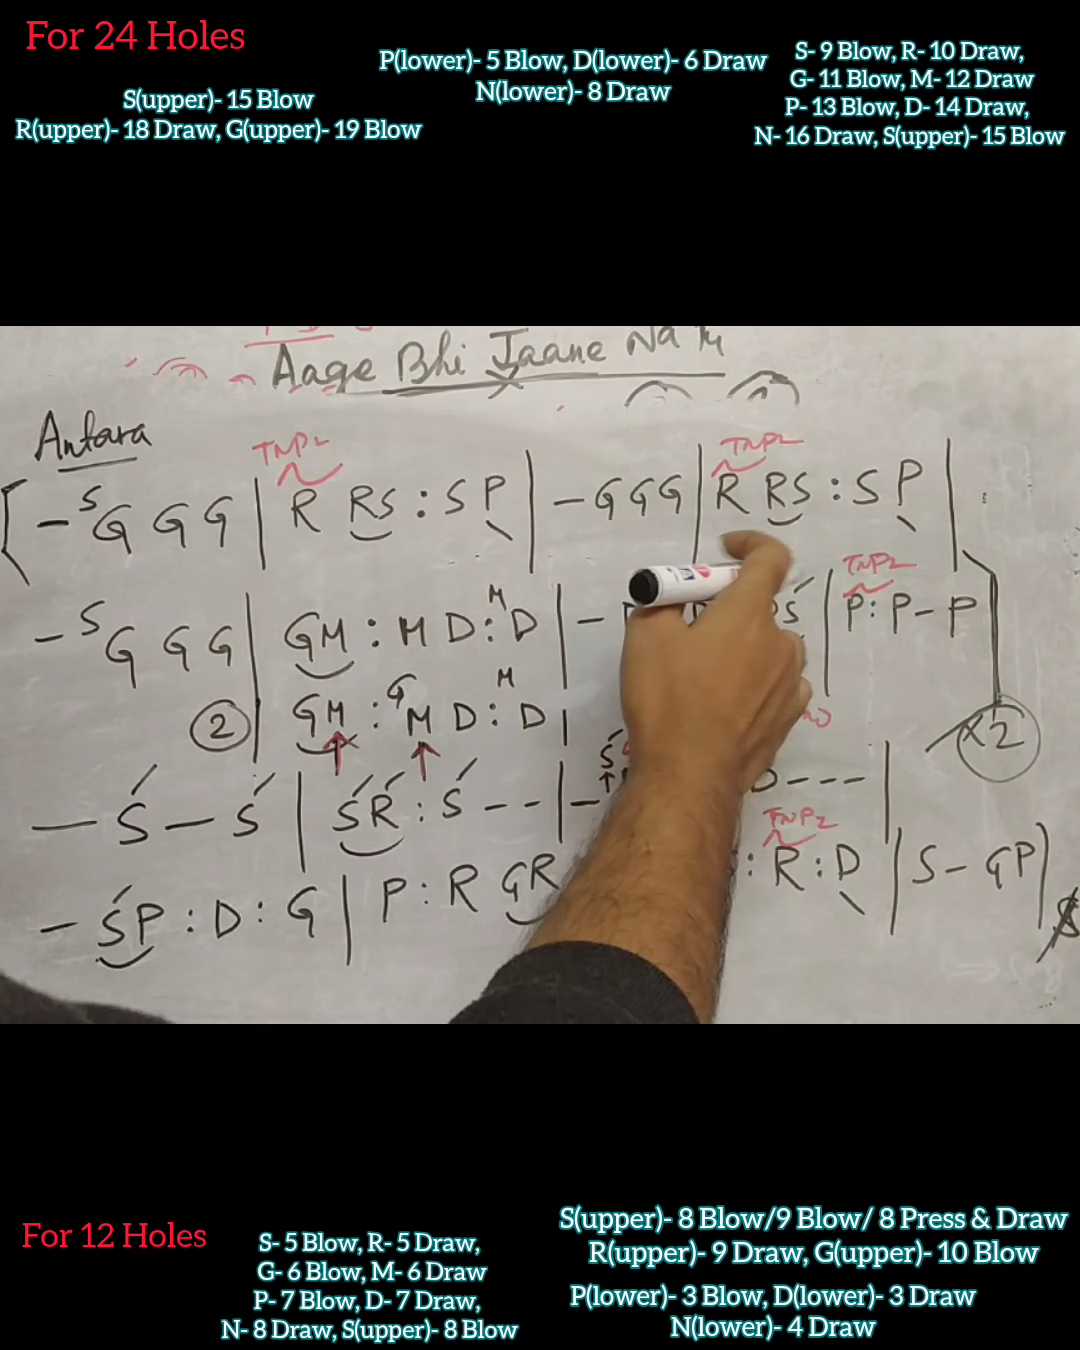 For 24 Holes
S(upper)- 15 Blow
R(upper)- 18 Draw, G(upper)- 19 Blow
P(lower)- 5 Blow, D(lower)- 6 Draw
N(lower)- 8 Draw
S- 9 Blow, R- 10 Draw,
G- 11 Blow, M- 12 Draw
P- 13 Blow, D- 14 Draw,
N- 16 Draw, S(upper)- 15 Blow
Aage Bhi Jaane Na
Antara
TNPL TNPL
[ – S G G G | R RS : S P | – G G G | R RS : S P |
TNPL
– S G G G | GM : M D : M D | – Ṡ | P : P – P
② | GM : G M D : M D |
x2
— Ṡ — Ṡ | ṠṘ : Ṡ - - | – Ṡ D - - - |
TNPL
– ṠP : D : G | P : R GR : R : D | S – GP )
For 12 Holes
S- 5 Blow, R- 5 Draw,
G- 6 Blow, M- 6 Draw
P- 7 Blow, D- 7 Draw,
N- 8 Draw, S(upper)- 8 Blow
S(upper)- 8 Blow/9 Blow/ 8 Press & Draw
R(upper)- 9 Draw, G(upper)- 10 Blow
P(lower)- 3 Blow, D(lower)- 3 Draw
N(lower)- 4 Draw